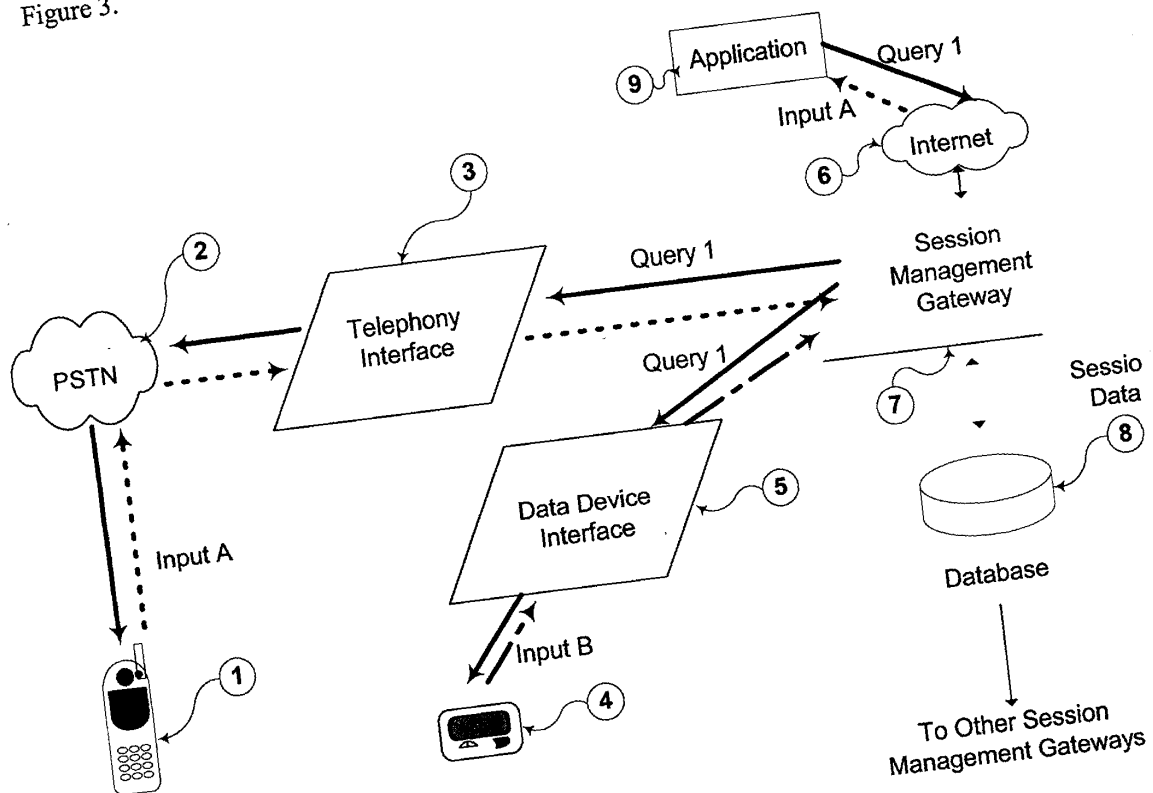 Figure 3.
Application
Query 1
9
Input A
Internet
6
3
2
Query 1
Session
Management
Gateway
Telephony
Interface
PSTN
Query 1
7
Sessio
Data
8
5
Data Device
Interface
Input A
Database
Input B
1
4
To Other Session
Management Gateways